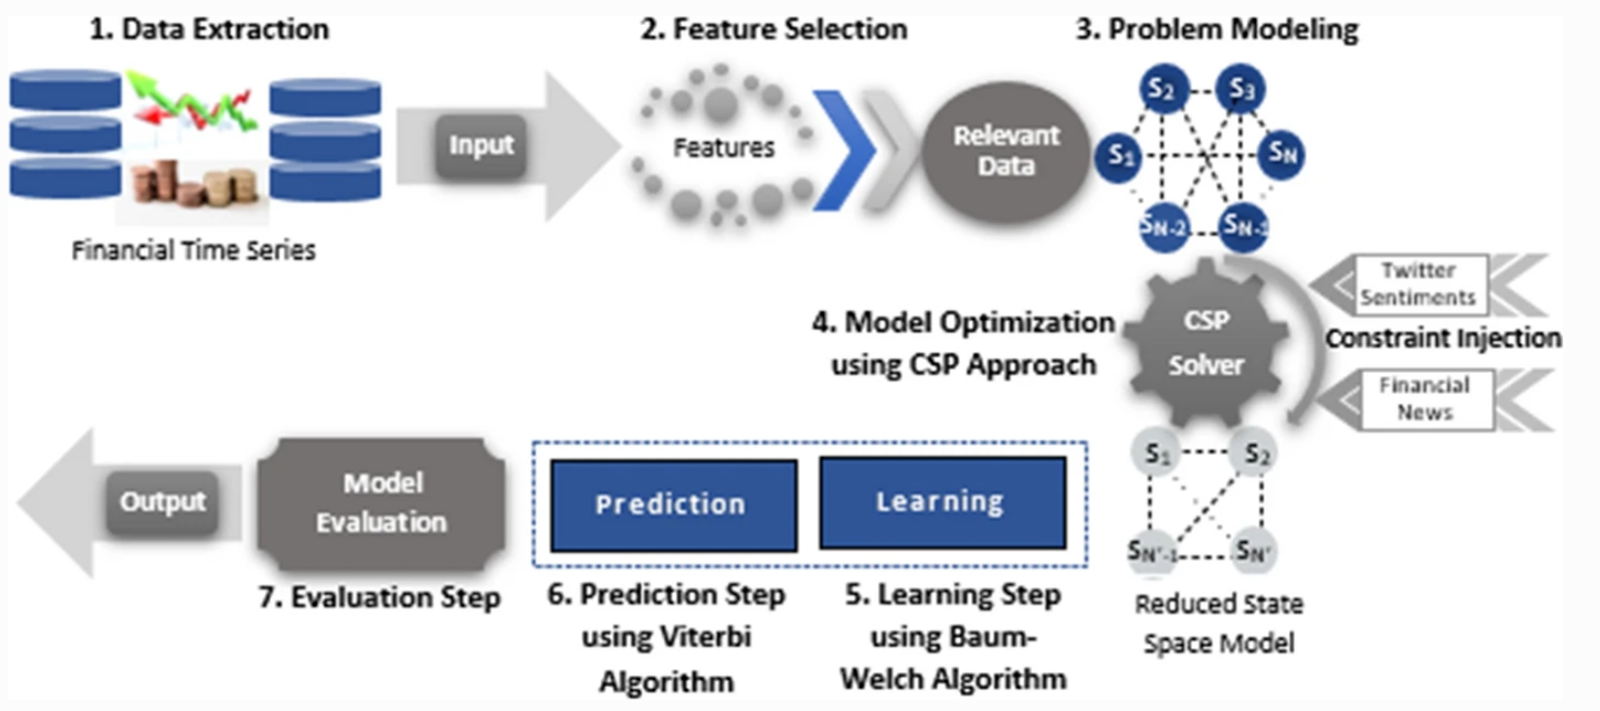 1. Data Extraction
2. Feature Selection
3. Problem Modeling
Input
Features
Relevant
Data
S2
S3
S1
SN
SN-2
SN-1
Financial Time Series
4. Model Optimization
using CSP Approach
CSP
Solver
Twitter
Sentiments
Constraint Injection
Financial
News
S1
S2
SN'-1
SN'
Reduced State
Space Model
Learning
5. Learning Step
using Baum-
Welch Algorithm
Prediction
6. Prediction Step
using Viterbi
Algorithm
Model
Evaluation
7. Evaluation Step
Output